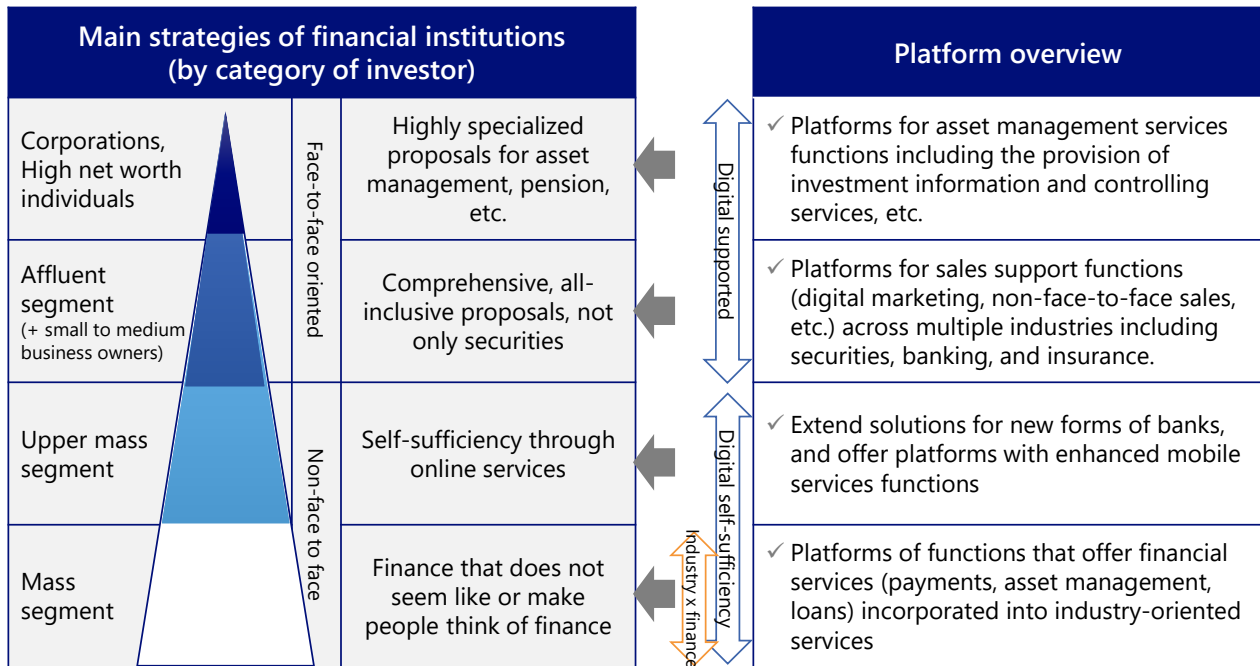 Main strategies of financial institutions
(by category of investor)
Platform overview
Corporations,
High net worth
individuals
Face-to-face oriented
Highly specialized
proposals for asset
management, pension,
etc.
Digital supported
✓ Platforms for asset management services
functions including the provision of
investment information and controlling
services, etc.
Affluent
segment
(+ small to medium
business owners)
Comprehensive, all-
inclusive proposals, not
only securities
✓ Platforms for sales support functions
(digital marketing, non-face-to-face sales,
etc.) across multiple industries including
securities, banking, and insurance.
Upper mass
segment
Non-face to face
Self-sufficiency through
online services
Digital self-sufficiency
✓ Extend solutions for new forms of banks,
and offer platforms with enhanced mobile
services functions
Mass
segment
Finance that does not
seem like or make
people think of finance
Industry x finance
✓ Platforms of functions that offer financial
services (payments, asset management,
loans) incorporated into industry-oriented
services